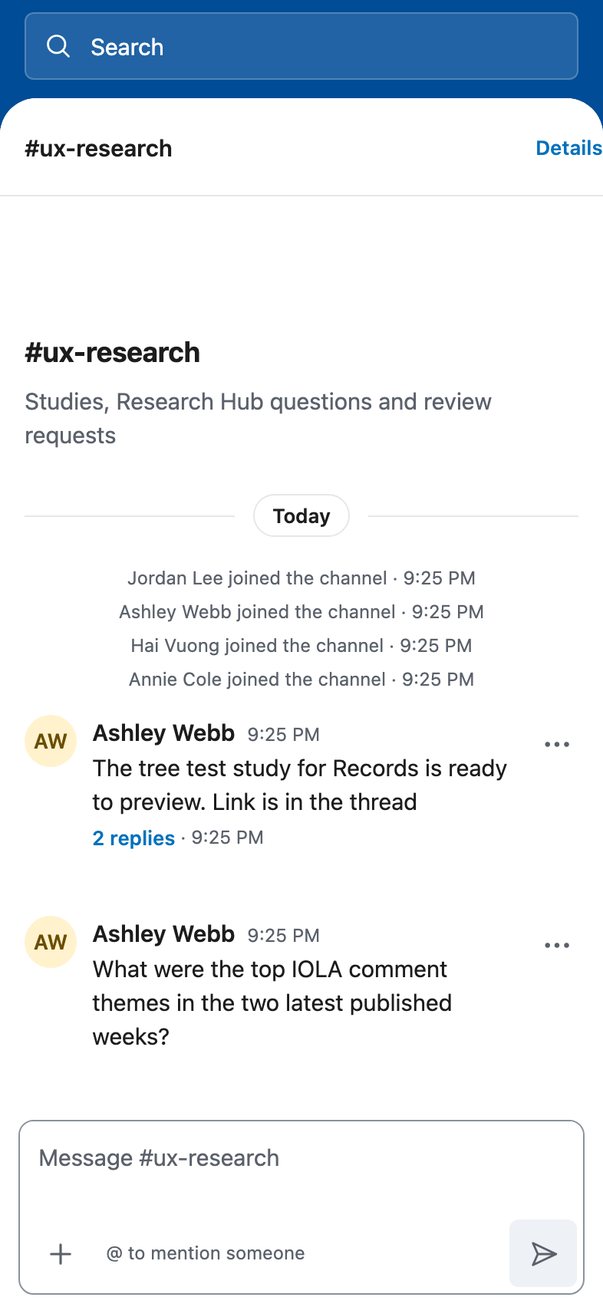 Search
#ux-research
Details
#ux-research
Studies, Research Hub questions and review
requests
Today
Jordan Lee joined the channel · 9:25 PM
Ashley Webb joined the channel · 9:25 PM
Hai Vuong joined the channel · 9:25 PM
Annie Cole joined the channel · 9:25 PM
AW
Ashley Webb 9:25 PM
The tree test study for Records is ready
to preview. Link is in the thread
2 replies · 9:25 PM
AW
Ashley Webb 9:25 PM
What were the top IOLA comment
themes in the two latest published
weeks?
Message #ux-research
@ to mention someone